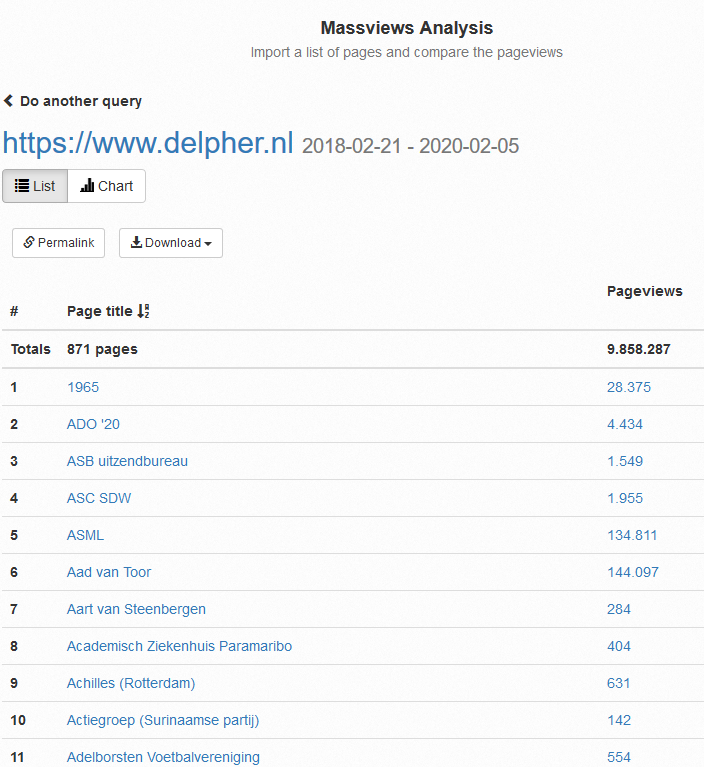 Massviews Analysis
Import a list of pages and compare the pageviews
Do another query
https://www.delpher.nl 2018-02-21 - 2020-02-05
List Chart
Permalink Download
Pageviews
# Page title
Totals 871 pages 9.858.287
1 1965 28.375
2 ADO '20 4.434
3 ASB uitzendbureau 1.549
4 ASC SDW 1.955
5 ASML 134.811
6 Aad van Toor 144.097
7 Aart van Steenbergen 284
8 Academisch Ziekenhuis Paramaribo 404
9 Achilles (Rotterdam) 631
10 Actiegroep (Surinaamse partij) 142
11 Adelborsten Voetbalvereniging 554